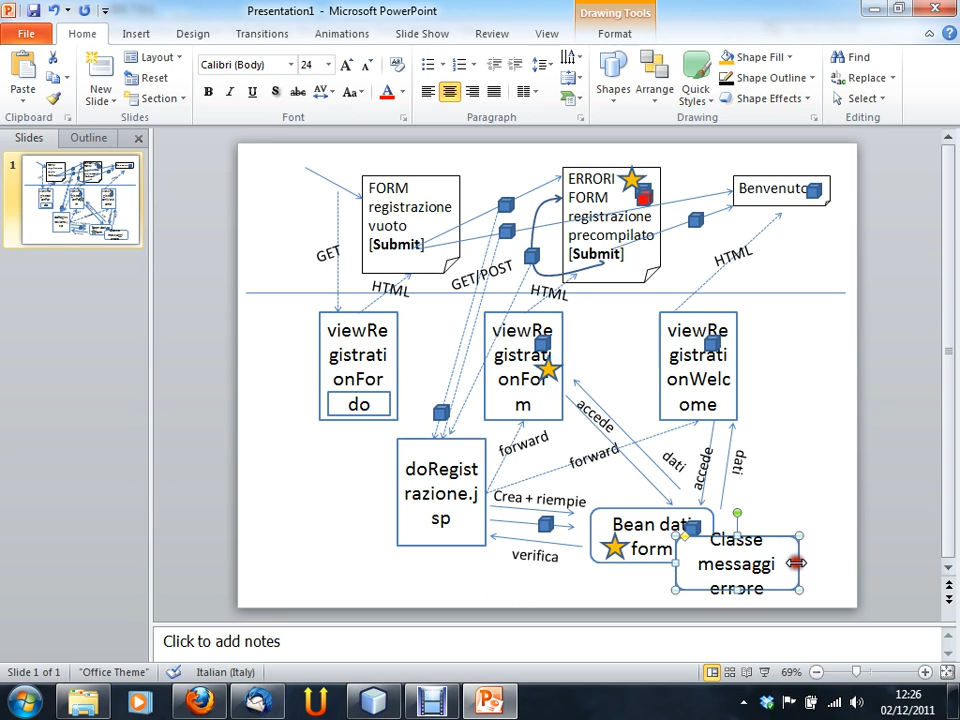 Presentation1 - Microsoft PowerPoint
Drawing Tools
File
Home
Insert
Design
Transitions
Animations
Slide Show
Review
View
Format
Paste
Clipboard
New
Slide
Layout
Reset
Section
Slides
Calibri (Body)
24
A
A
B
I
U
S
abc
AV
Aa
A
Font
Paragraph
Shapes
Arrange
Quick
Styles
Shape Fill
Shape Outline
Shape Effects
Drawing
Find
Replace
Select
Editing
Slides
Outline
1
FORM
registrazione
vuoto
[Submit]
ERRORI
FORM
registrazione
precompilato
[Submit]
Benvenuto
GET
HTML
GET/POST
HTML
HTML
viewRe
gistrati
onFor
do
viewRe
gistrati
onFor
m
viewRe
gistrati
onWelc
ome
doRegist
razione.j
sp
forward
forward
accede
dati
accede
dati
Crea + riempie
verifica
Bean dati
form
Classe
messaggi
errore
Click to add notes
Slide 1 of 1
"Office Theme"
Italian (Italy)
69%
12:26
02/12/2011